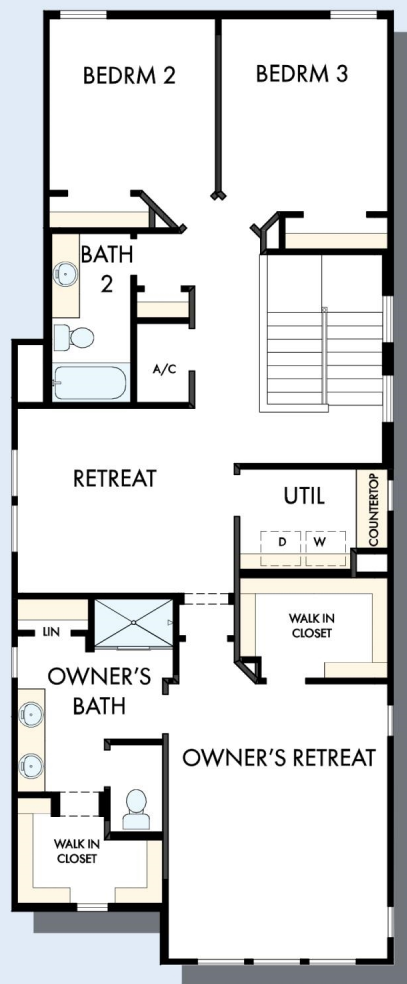 BEDRM 2
BEDRM 3
BATH
2
A/C
RETREAT
UTIL
COUNTERTOP
D
W
LIN
WALK IN
CLOSET
OWNER'S
BATH
OWNER'S RETREAT
WALK IN
CLOSET